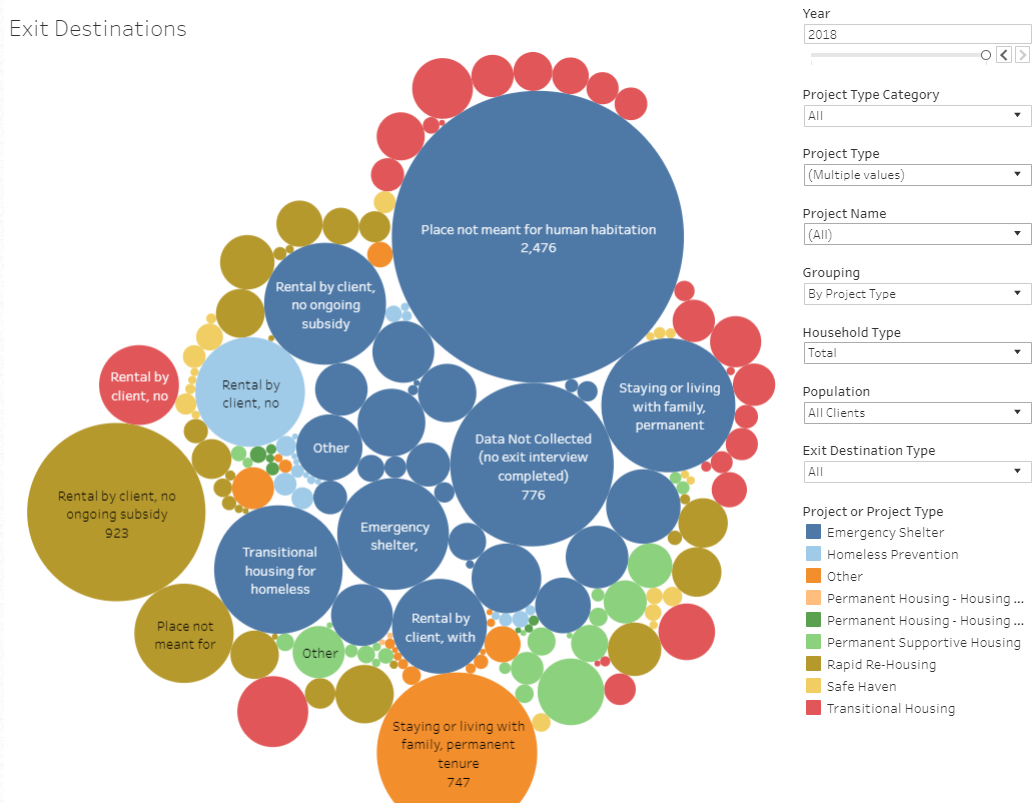 Exit Destinations
Year
2018
Project Type Category
All
Project Type
(Multiple values)
Project Name
(All)
Grouping
By Project Type
Household Type
Total
Population
All Clients
Exit Destination Type
All
Project or Project Type
Emergency Shelter
Homeless Prevention
Other
Permanent Housing - Housing ...
Permanent Housing - Housing ...
Permanent Supportive Housing
Rapid Re-Housing
Safe Haven
Transitional Housing
Place not meant for human habitation
2,476
Rental by client,
no ongoing
subsidy
Rental by
client, no
Rental by
client, no
Staying or living
with family,
permanent
Other
Data Not Collected
(no exit interview
completed)
776
Rental by client, no
ongoing subsidy
923
Emergency
shelter,
Transitional
housing for
homeless
Place not
meant for
Rental by
client, with
Other
Staying or living with
family, permanent
tenure
747